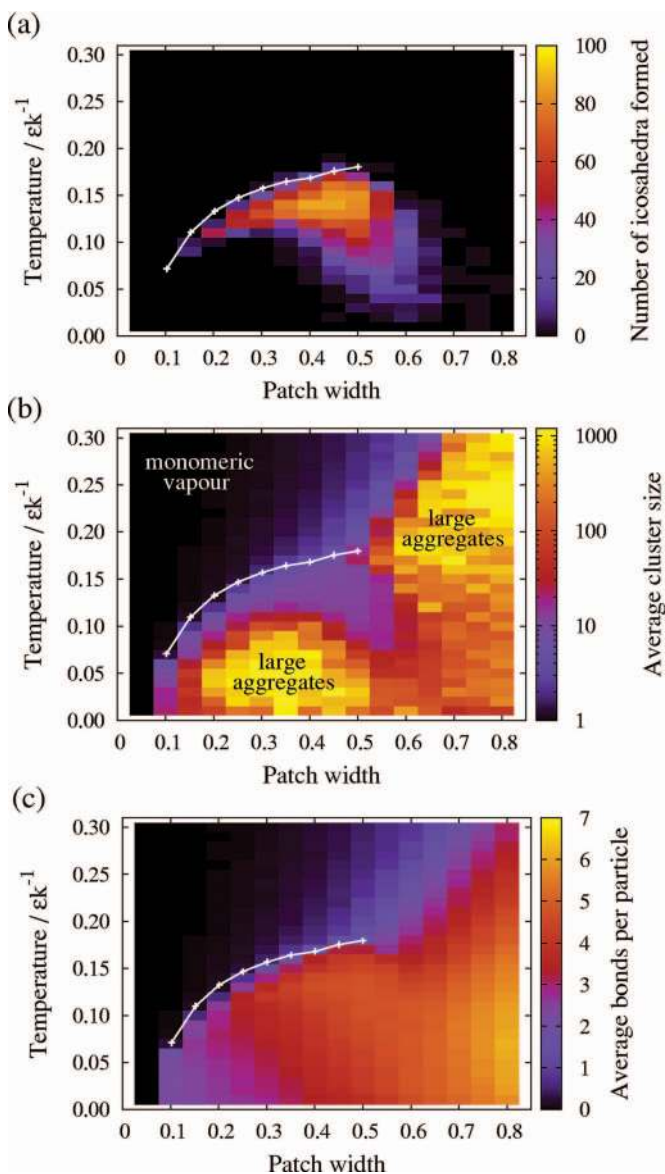 (a)
0.30
0.25
0.20
0.15
0.10
0.05
0.00
Temperature / εk⁻¹
0 0.1 0.2 0.3 0.4 0.5 0.6 0.7 0.8
Patch width
100
80
60
40
20
0
Number of icosahedra formed
(b)
0.30
0.25
0.20
0.15
0.10
0.05
0.00
Temperature / εk⁻¹
monomeric
vapour
large
aggregates
large
aggregates
0 0.1 0.2 0.3 0.4 0.5 0.6 0.7 0.8
Patch width
1000
100
10
1
Average cluster size
(c)
0.30
0.25
0.20
0.15
0.10
0.05
0.00
Temperature / εk⁻¹
0 0.1 0.2 0.3 0.4 0.5 0.6 0.7 0.8
Patch width
7
6
5
4
3
2
1
0
Average bonds per particle